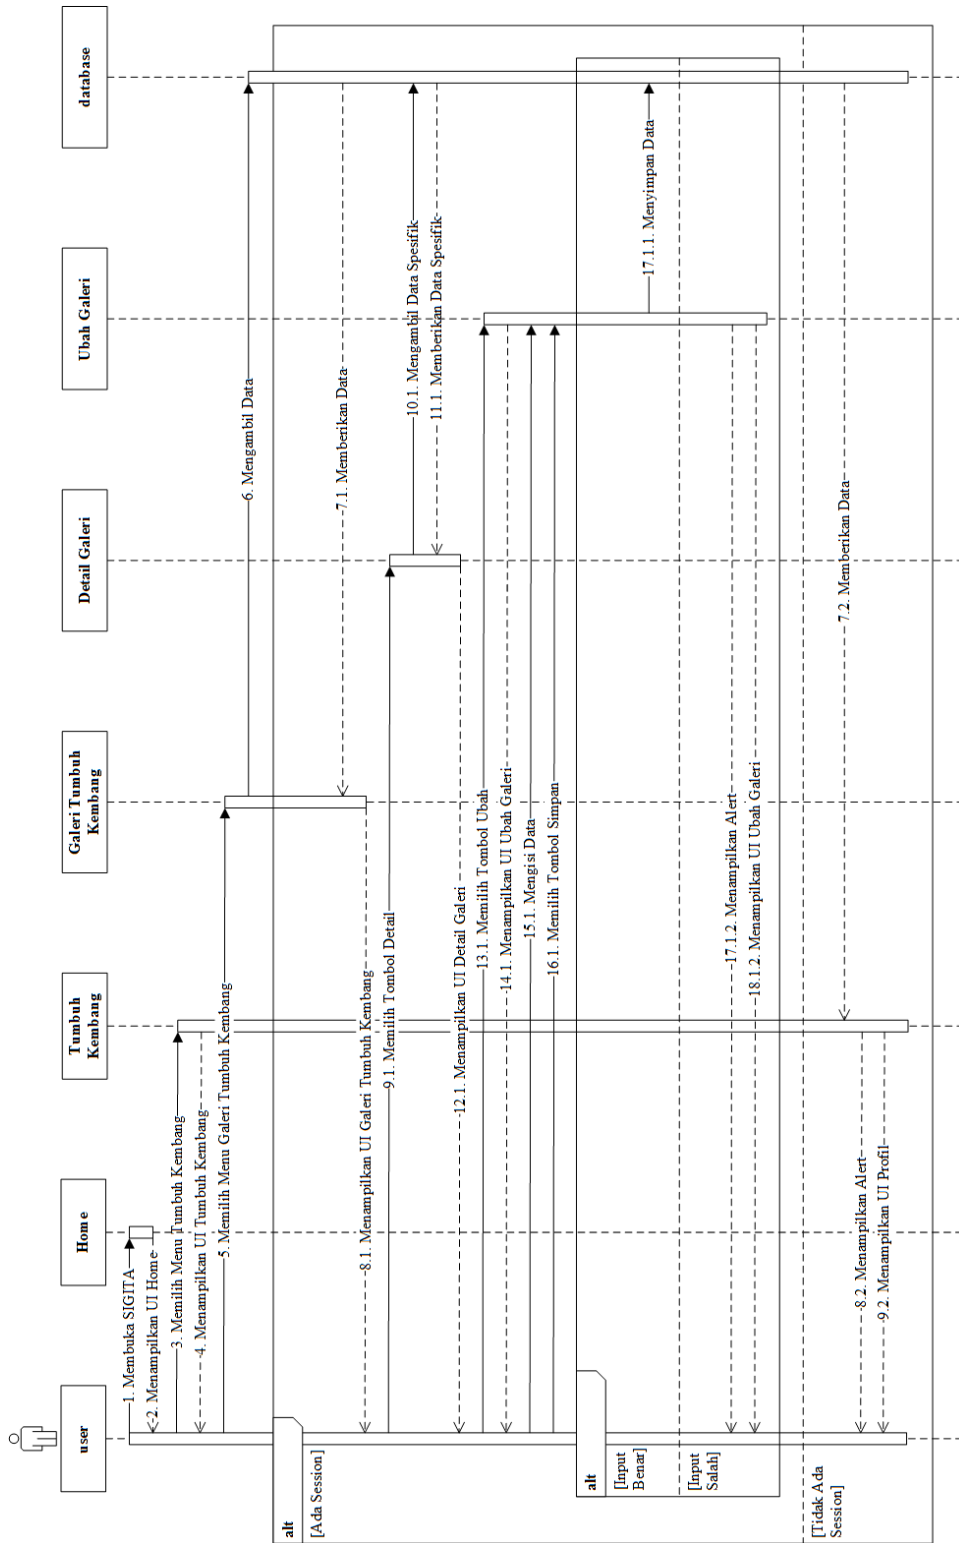 user
Home
Tumbuh
Kembang
Galeri Tumbuh
Kembang
Detail Galeri
Ubah Galeri
database
1. Membuka SIGITA
2. Menampilkan UI Home
3. Memilih Menu Tumbuh Kembang
4. Menampilkan UI Tumbuh Kembang
5. Memilih Menu Galeri Tumbuh Kembang
6. Mengambil Data
alt
[Ada Session]
7.1. Memberikan Data
8.1. Menampilkan UI Galeri Tumbuh Kembang
9.1. Memilih Tombol Detail
10.1. Mengambil Data Spesifik
11.1. Memberikan Data Spesifik
12.1. Menampilkan UI Detail Galeri
13.1. Memilih Tombol Ubah
14.1. Menampilkan UI Ubah Galeri
15.1. Mengisi Data
16.1. Memilih Tombol Simpan
alt
[Input
Benar]
17.1.1. Menyimpan Data
[Input
Salah]
17.1.2. Menampilkan Alert
18.1.2. Menampilkan UI Ubah Galeri
[Tidak Ada
Session]
7.2. Memberikan Data
8.2. Menampilkan Alert
9.2. Menampilkan UI Profil